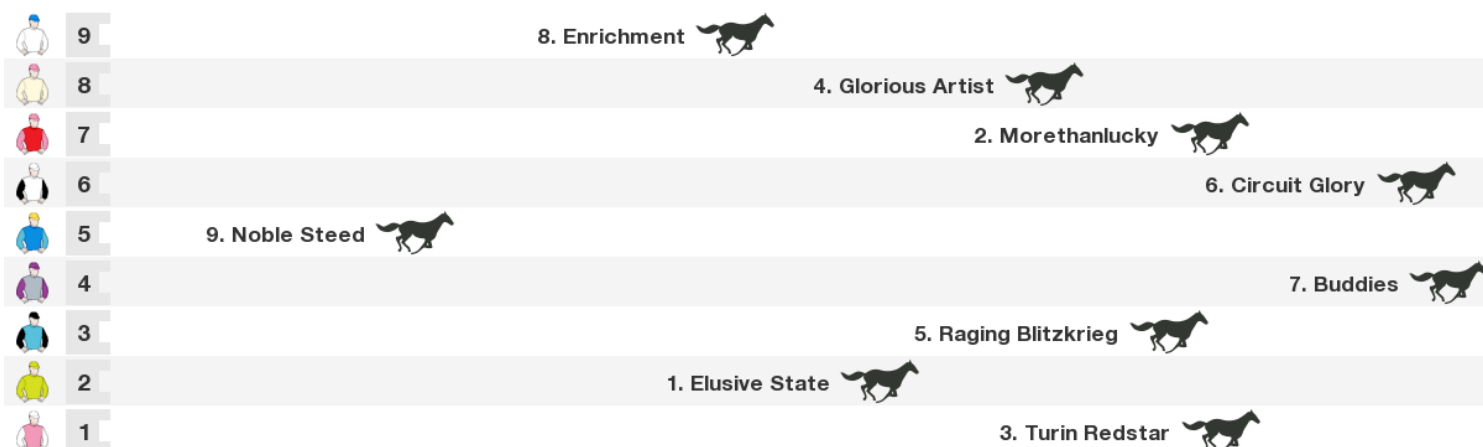 9 8. Enrichment
8 4. Glorious Artist
7 2. Morethanlucky
6 6. Circuit Glory
5 9. Noble Steed
4 7. Buddies
3 5. Raging Blitzkrieg
2 1. Elusive State
1 3. Turin Redstar